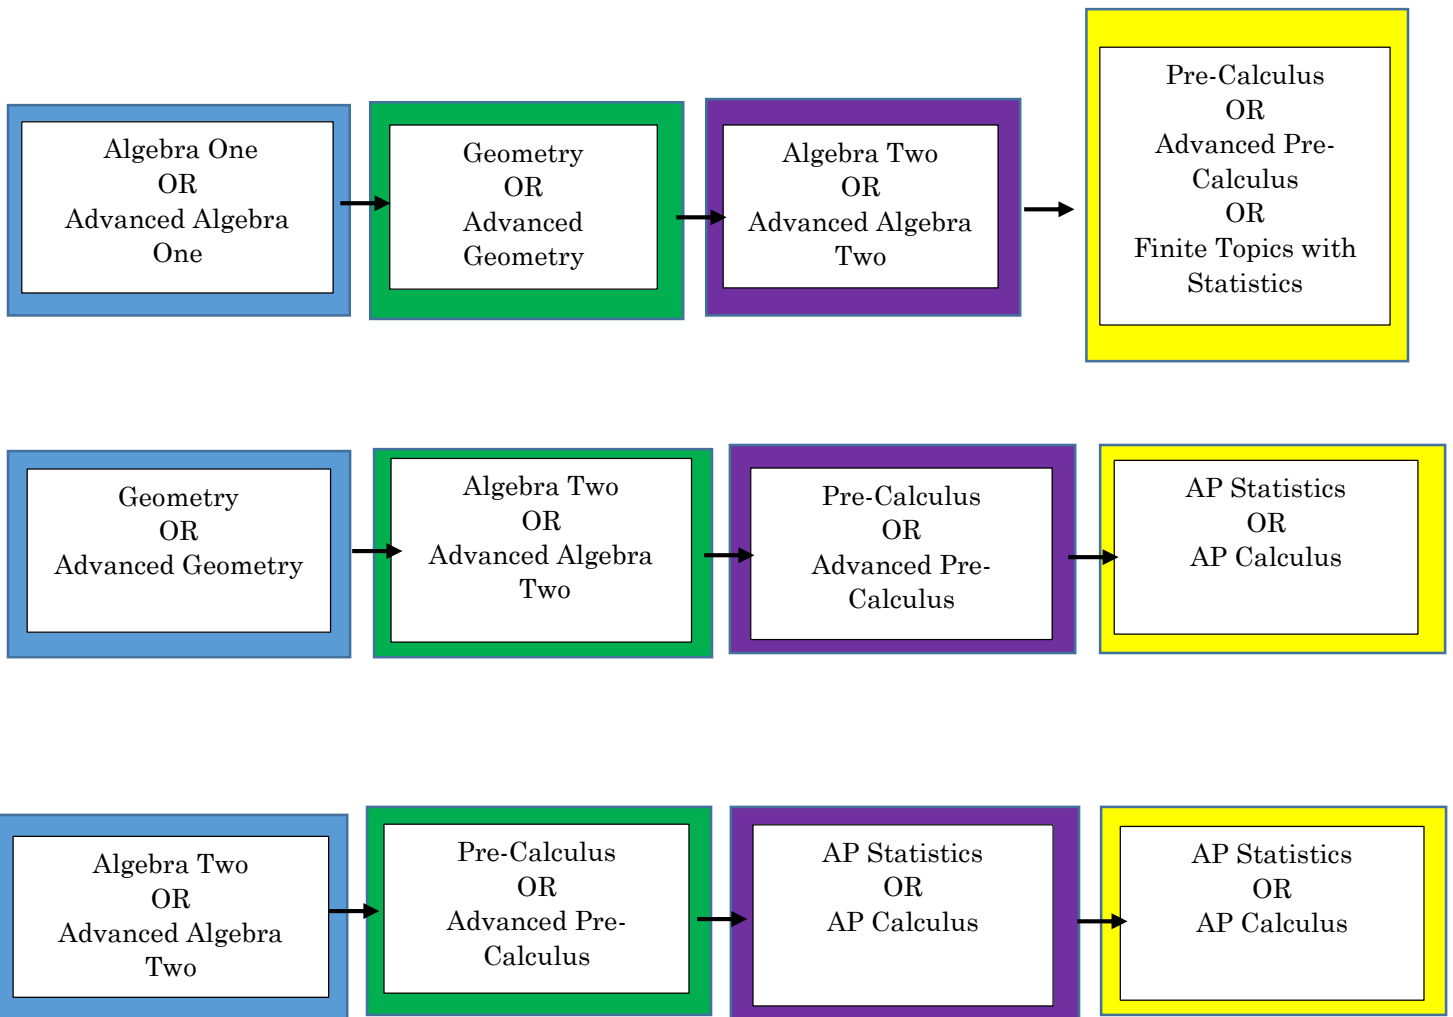 Algebra One
OR
Advanced Algebra
One
Geometry
OR
Advanced
Geometry
Algebra Two
OR
Advanced Algebra
Two
Pre-Calculus
OR
Advanced Pre-
Calculus
OR
Finite Topics with
Statistics
Geometry
OR
Advanced Geometry
Algebra Two
OR
Advanced Algebra
Two
Pre-Calculus
OR
Advanced Pre-
Calculus
AP Statistics
OR
AP Calculus
Algebra Two
OR
Advanced Algebra
Two
Pre-Calculus
OR
Advanced Pre-
Calculus
AP Statistics
OR
AP Calculus
AP Statistics
OR
AP Calculus